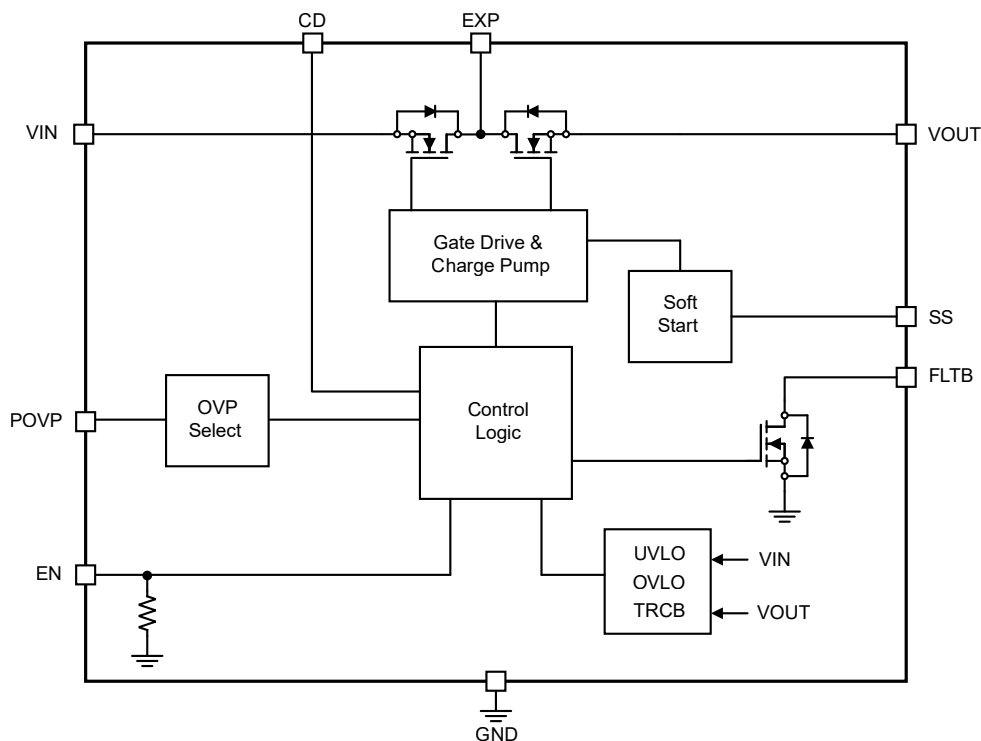 CD
EXP
VIN
VOUT
Gate Drive &
Charge Pump
Soft
Start
SS
FLTB
POVP
OVP
Select
Control
Logic
EN
UVLO
OVLO
TRCB
VIN
VOUT
GND